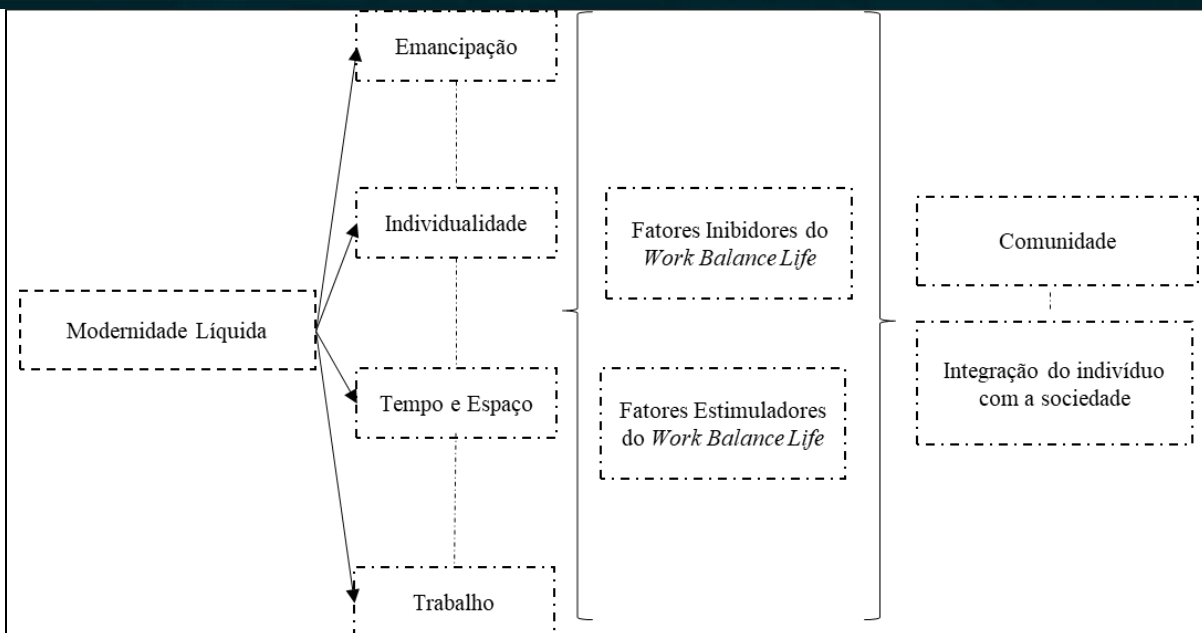 Emancipação
Individualidade
Modernidade Líquida
Tempo e Espaço
Trabalho
Fatores Inibidores do
Work Balance Life
Fatores Estimuladores
do Work Balance Life
Comunidade
Integração do indivíduo
com a sociedade